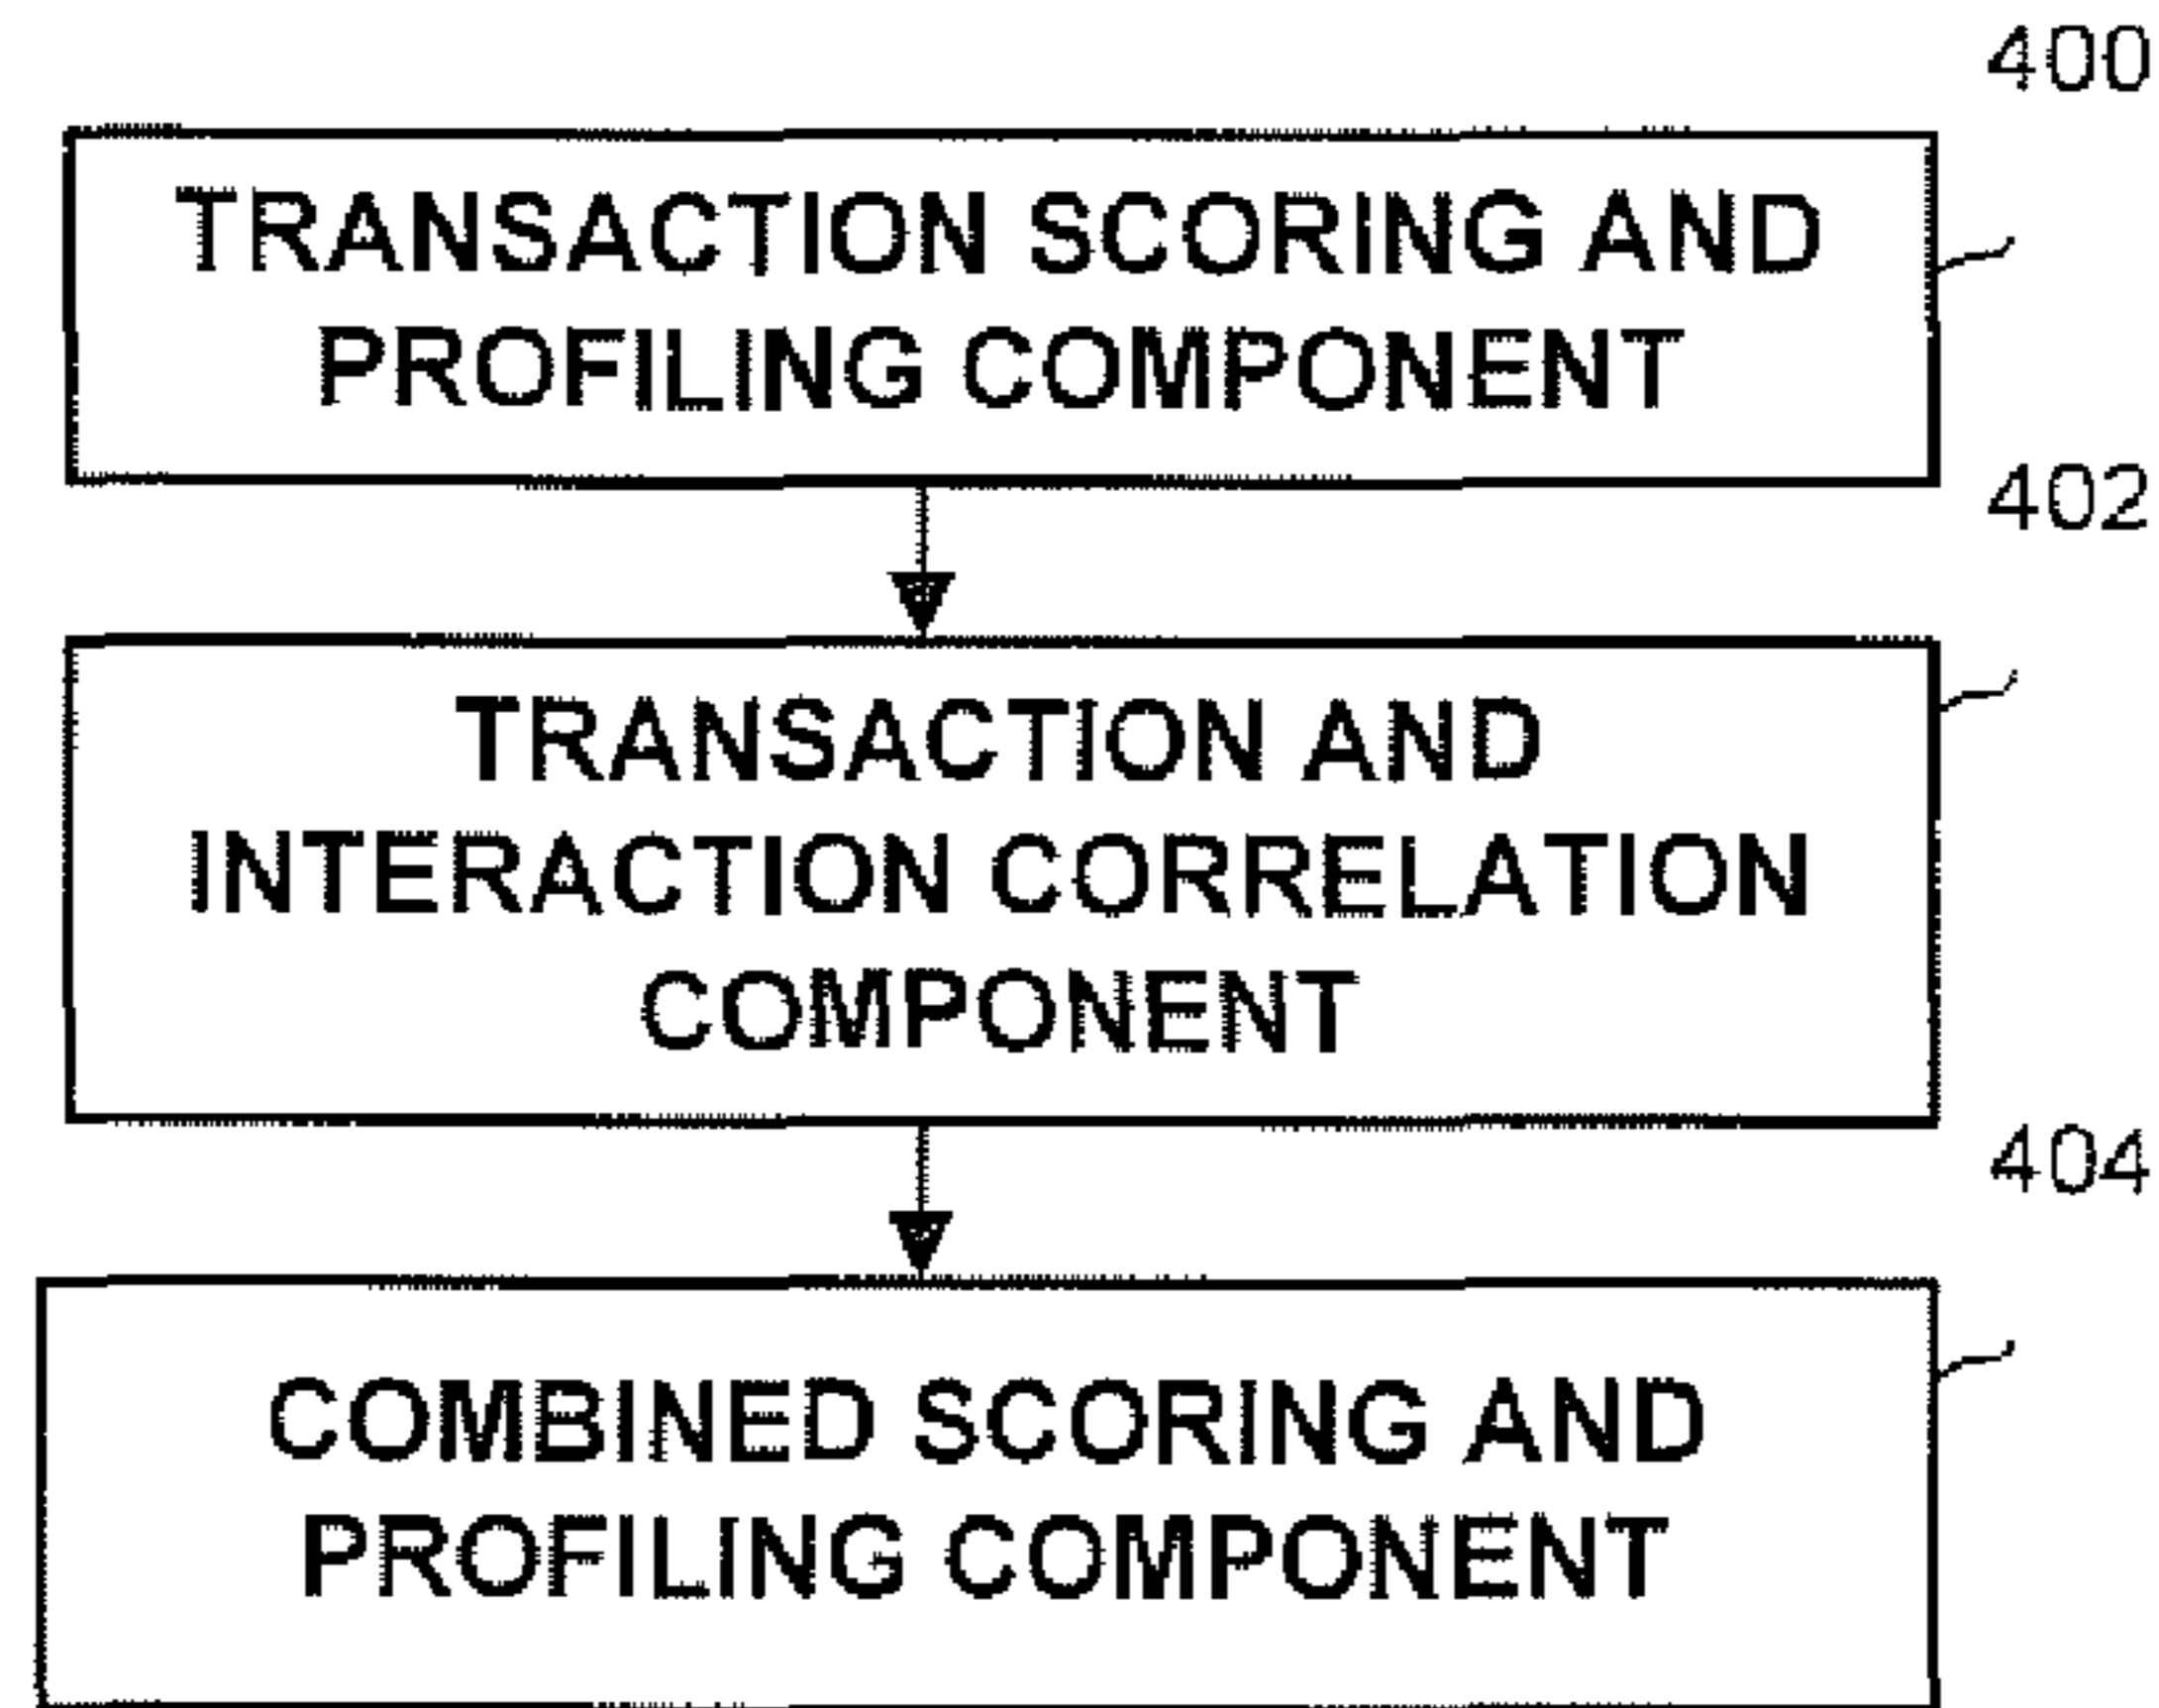 400
TRANSACTION SCORING AND
PROFILING COMPONENT
402
TRANSACTION AND
INTERACTION CORRELATION
COMPONENT
404
COMBINED SCORING AND
PROFILING COMPONENT